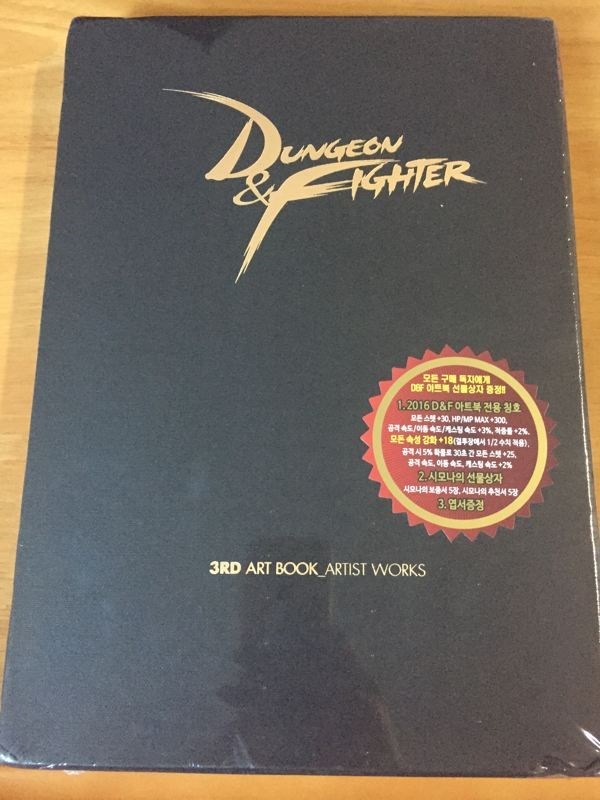 DUNGEON
& FIGHTER
모든 구매 독자에게
D&F 아트북 선물상자 증정!!
1. 2016 D&F 아트북 전용 칭호
모든 스탯 +30, HP/MP MAX +300,
공격 속도/이동 속도/캐스팅 속도 +3%, 적중률 +2%.
모든 속성 강화 +18(결투장에서 1/2 수치 적용).
공격 시 5% 확률로 30초 간 모든 스탯 +25,
공격 속도, 이동 속도, 캐스팅 속도 +2%
2. 시모나의 선물상자
시모나의 보증서 5장, 시모나의 추천서 5장
3. 엽서증정
3RD ART BOOK_ARTIST WORKS